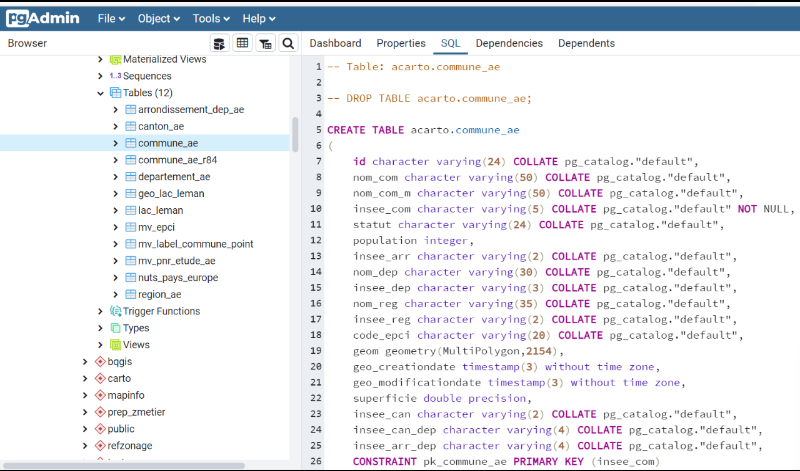 pgAdmin File Object Tools Help
Browser Dashboard Properties SQL Dependencies Dependents
Materialized Views
1..3 Sequences
Tables (12)
arrondissement_dep_ae
canton_ae
commune_ae
commune_ae_r84
departement_ae
geo_lac_leman
lac_leman
mv_epci
mv_label_commune_point
mv_pnr_etude_ae
nuts_pays_europe
region_ae
Trigger Functions
Types
Views
bqgis
carto
mapinfo
prep_zmetier
public
refzonage
1 -- Table: acarto.commune_ae
2
3 -- DROP TABLE acarto.commune_ae;
4
5 CREATE TABLE acarto.commune_ae
6 (
7 id character varying(24) COLLATE pg_catalog."default",
8 nom_com character varying(50) COLLATE pg_catalog."default",
9 nom_com_m character varying(50) COLLATE pg_catalog."default",
10 insee_com character varying(5) COLLATE pg_catalog."default" NOT NULL,
11 statut character varying(24) COLLATE pg_catalog."default",
12 population integer,
13 insee_arr character varying(2) COLLATE pg_catalog."default",
14 nom_dep character varying(30) COLLATE pg_catalog."default",
15 insee_dep character varying(3) COLLATE pg_catalog."default",
16 nom_reg character varying(35) COLLATE pg_catalog."default",
17 insee_reg character varying(2) COLLATE pg_catalog."default",
18 code_epci character varying(20) COLLATE pg_catalog."default",
19 geom geometry(MultiPolygon,2154),
20 geo_creationdate timestamp(3) without time zone,
21 geo_modificationdate timestamp(3) without time zone,
22 superficie double precision,
23 insee_can character varying(2) COLLATE pg_catalog."default",
24 insee_can_dep character varying(4) COLLATE pg_catalog."default",
25 insee_arr_dep character varying(4) COLLATE pg_catalog."default",
26 CONSTRAINT pk_commune_ae PRIMARY KEY (insee_com)